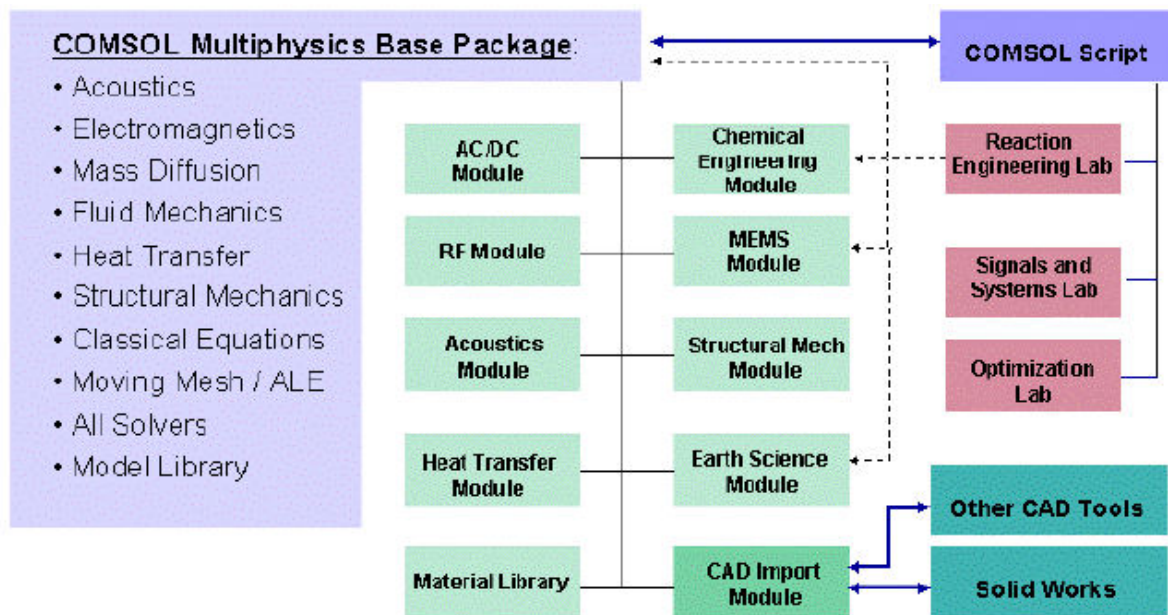 COMSOL Multiphysics Base Package:
• Acoustics
• Electromagnetics
• Mass Diffusion
• Fluid Mechanics
• Heat Transfer
• Structural Mechanics
• Classical Equations
• Moving Mesh / ALE
• All Solvers
• Model Library
AC/DC
Module
RF Module
Acoustics
Module
Heat Transfer
Module
Material Library
Chemical
Engineering
Module
MEMS
Module
Structural Mech
Module
Earth Science
Module
CAD Import
Module
COMSOL Script
Reaction
Engineering Lab
Signals and
Systems Lab
Optimization
Lab
Other CAD Tools
Solid Works